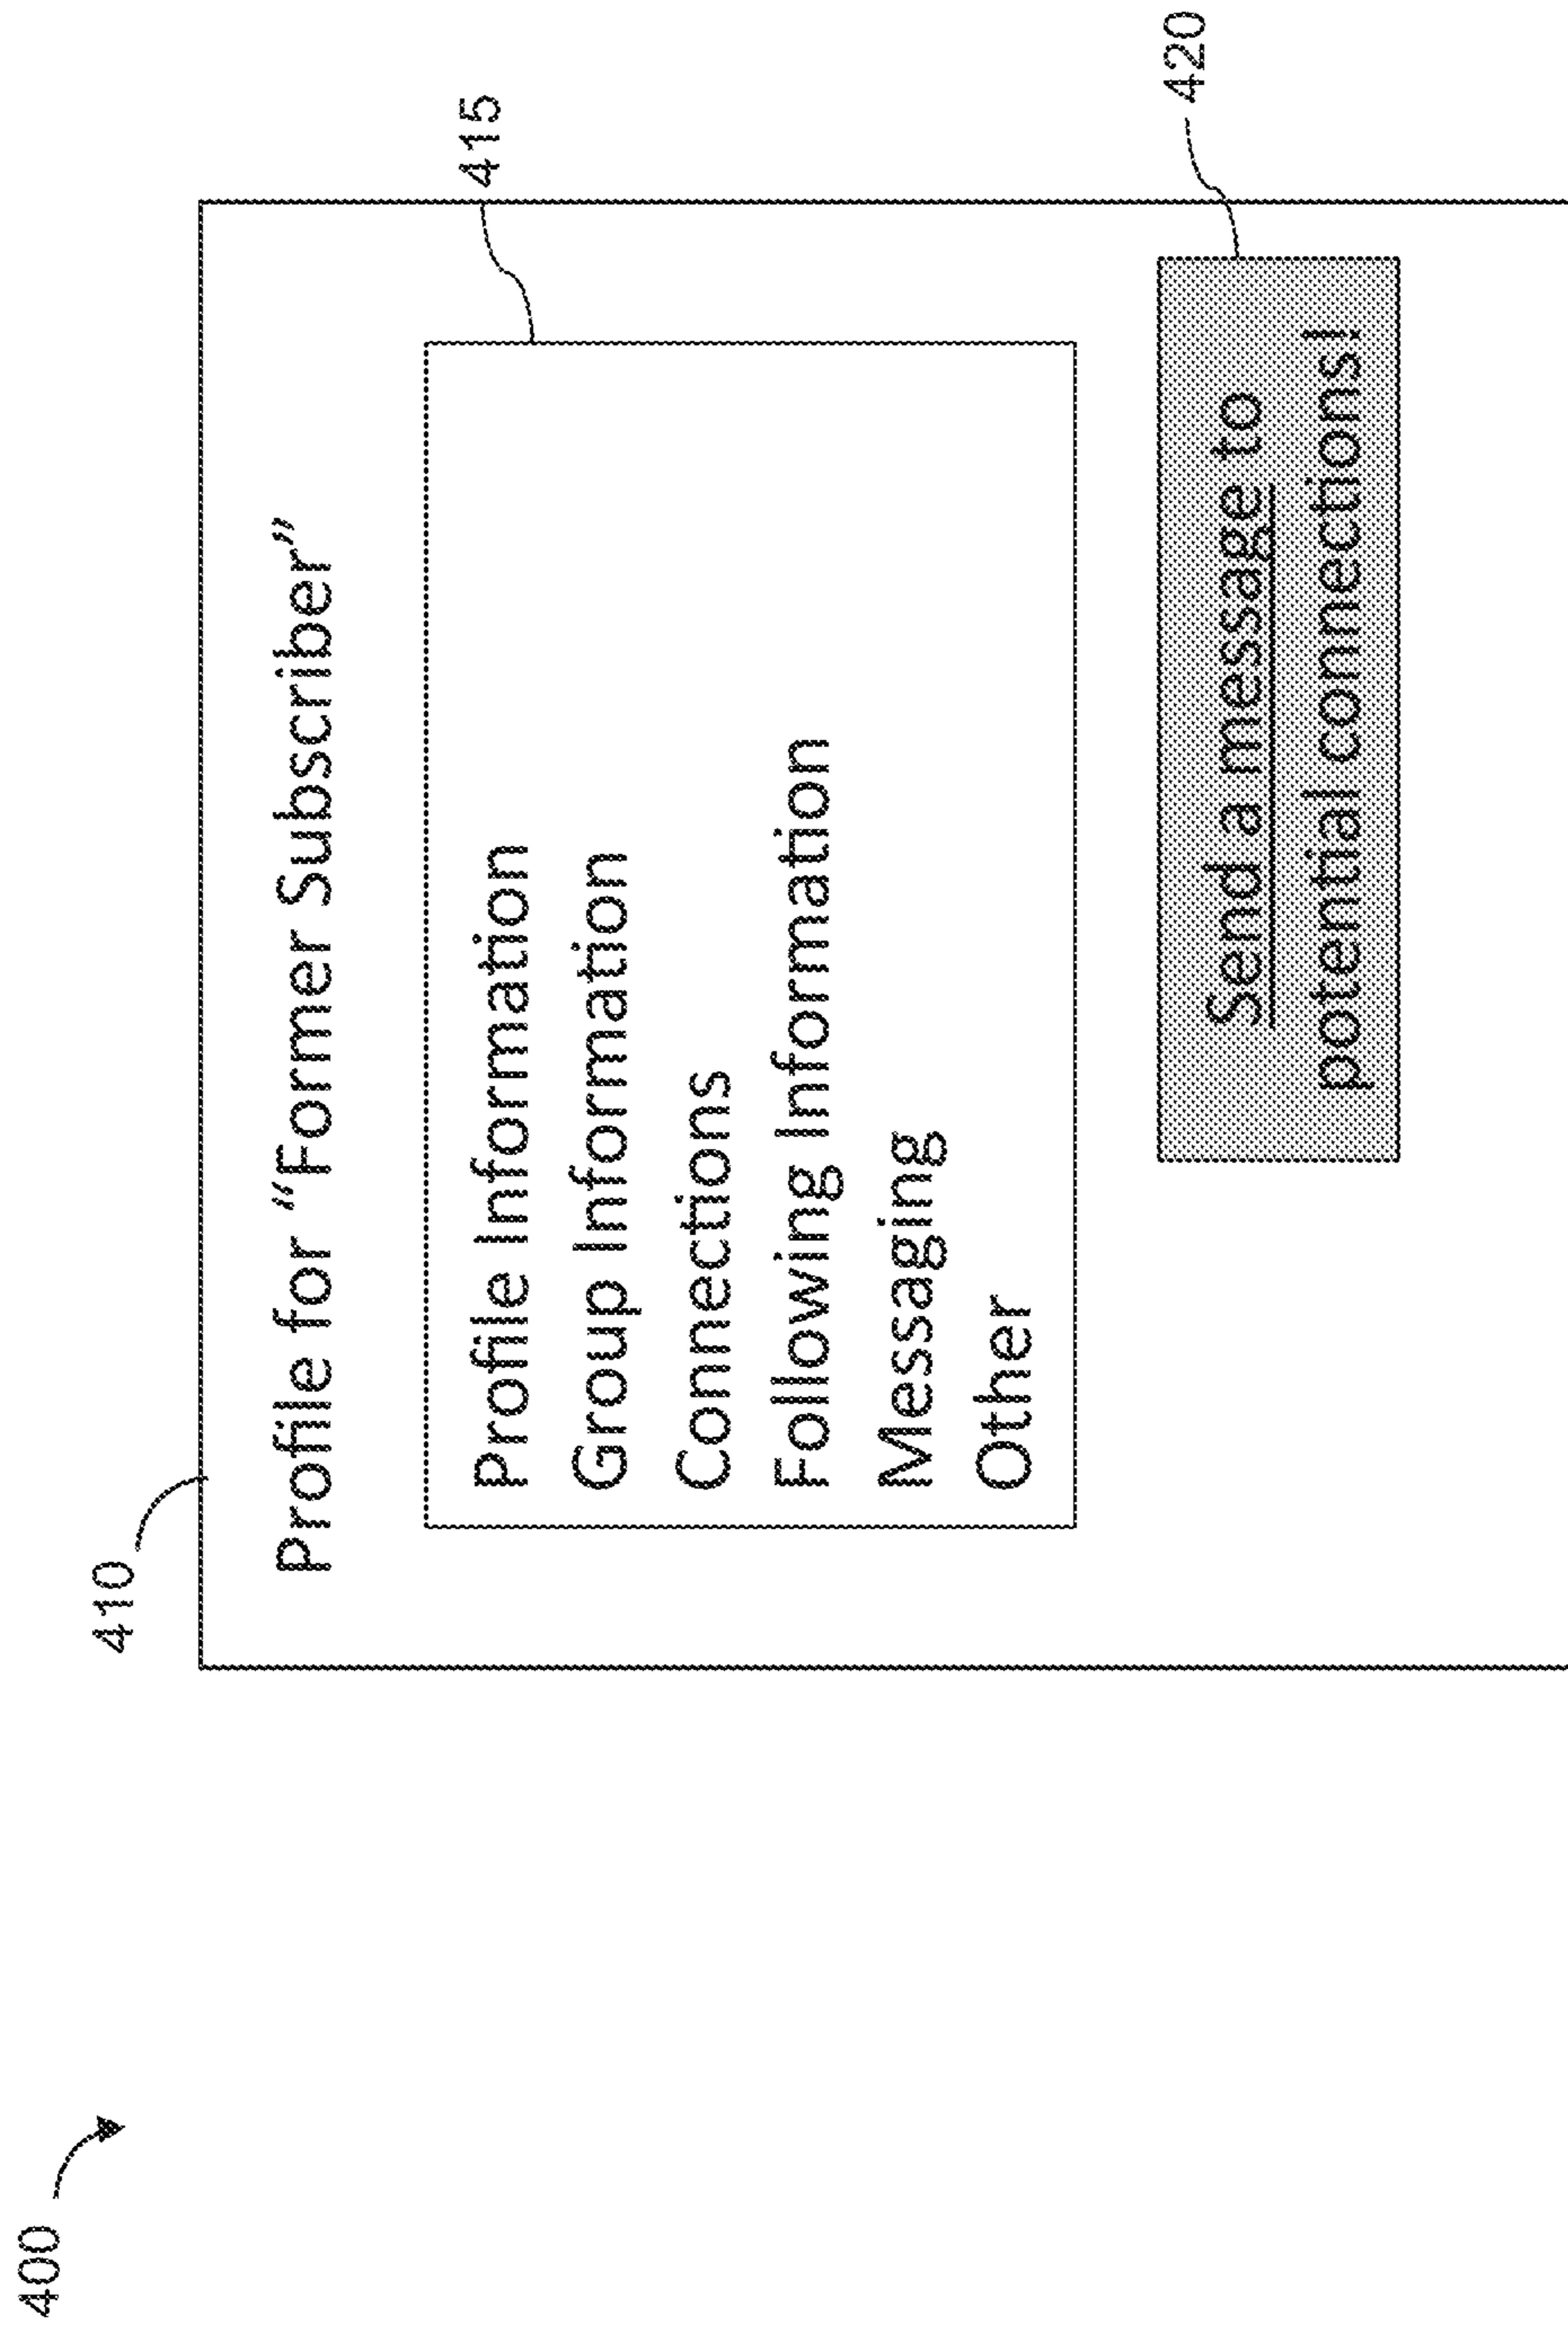 400
410
Profile for “Former Subscriber”
415
Profile Information
Group Information
Connections
Following Information
Messaging
Other
420
Send a message to
potential connections!